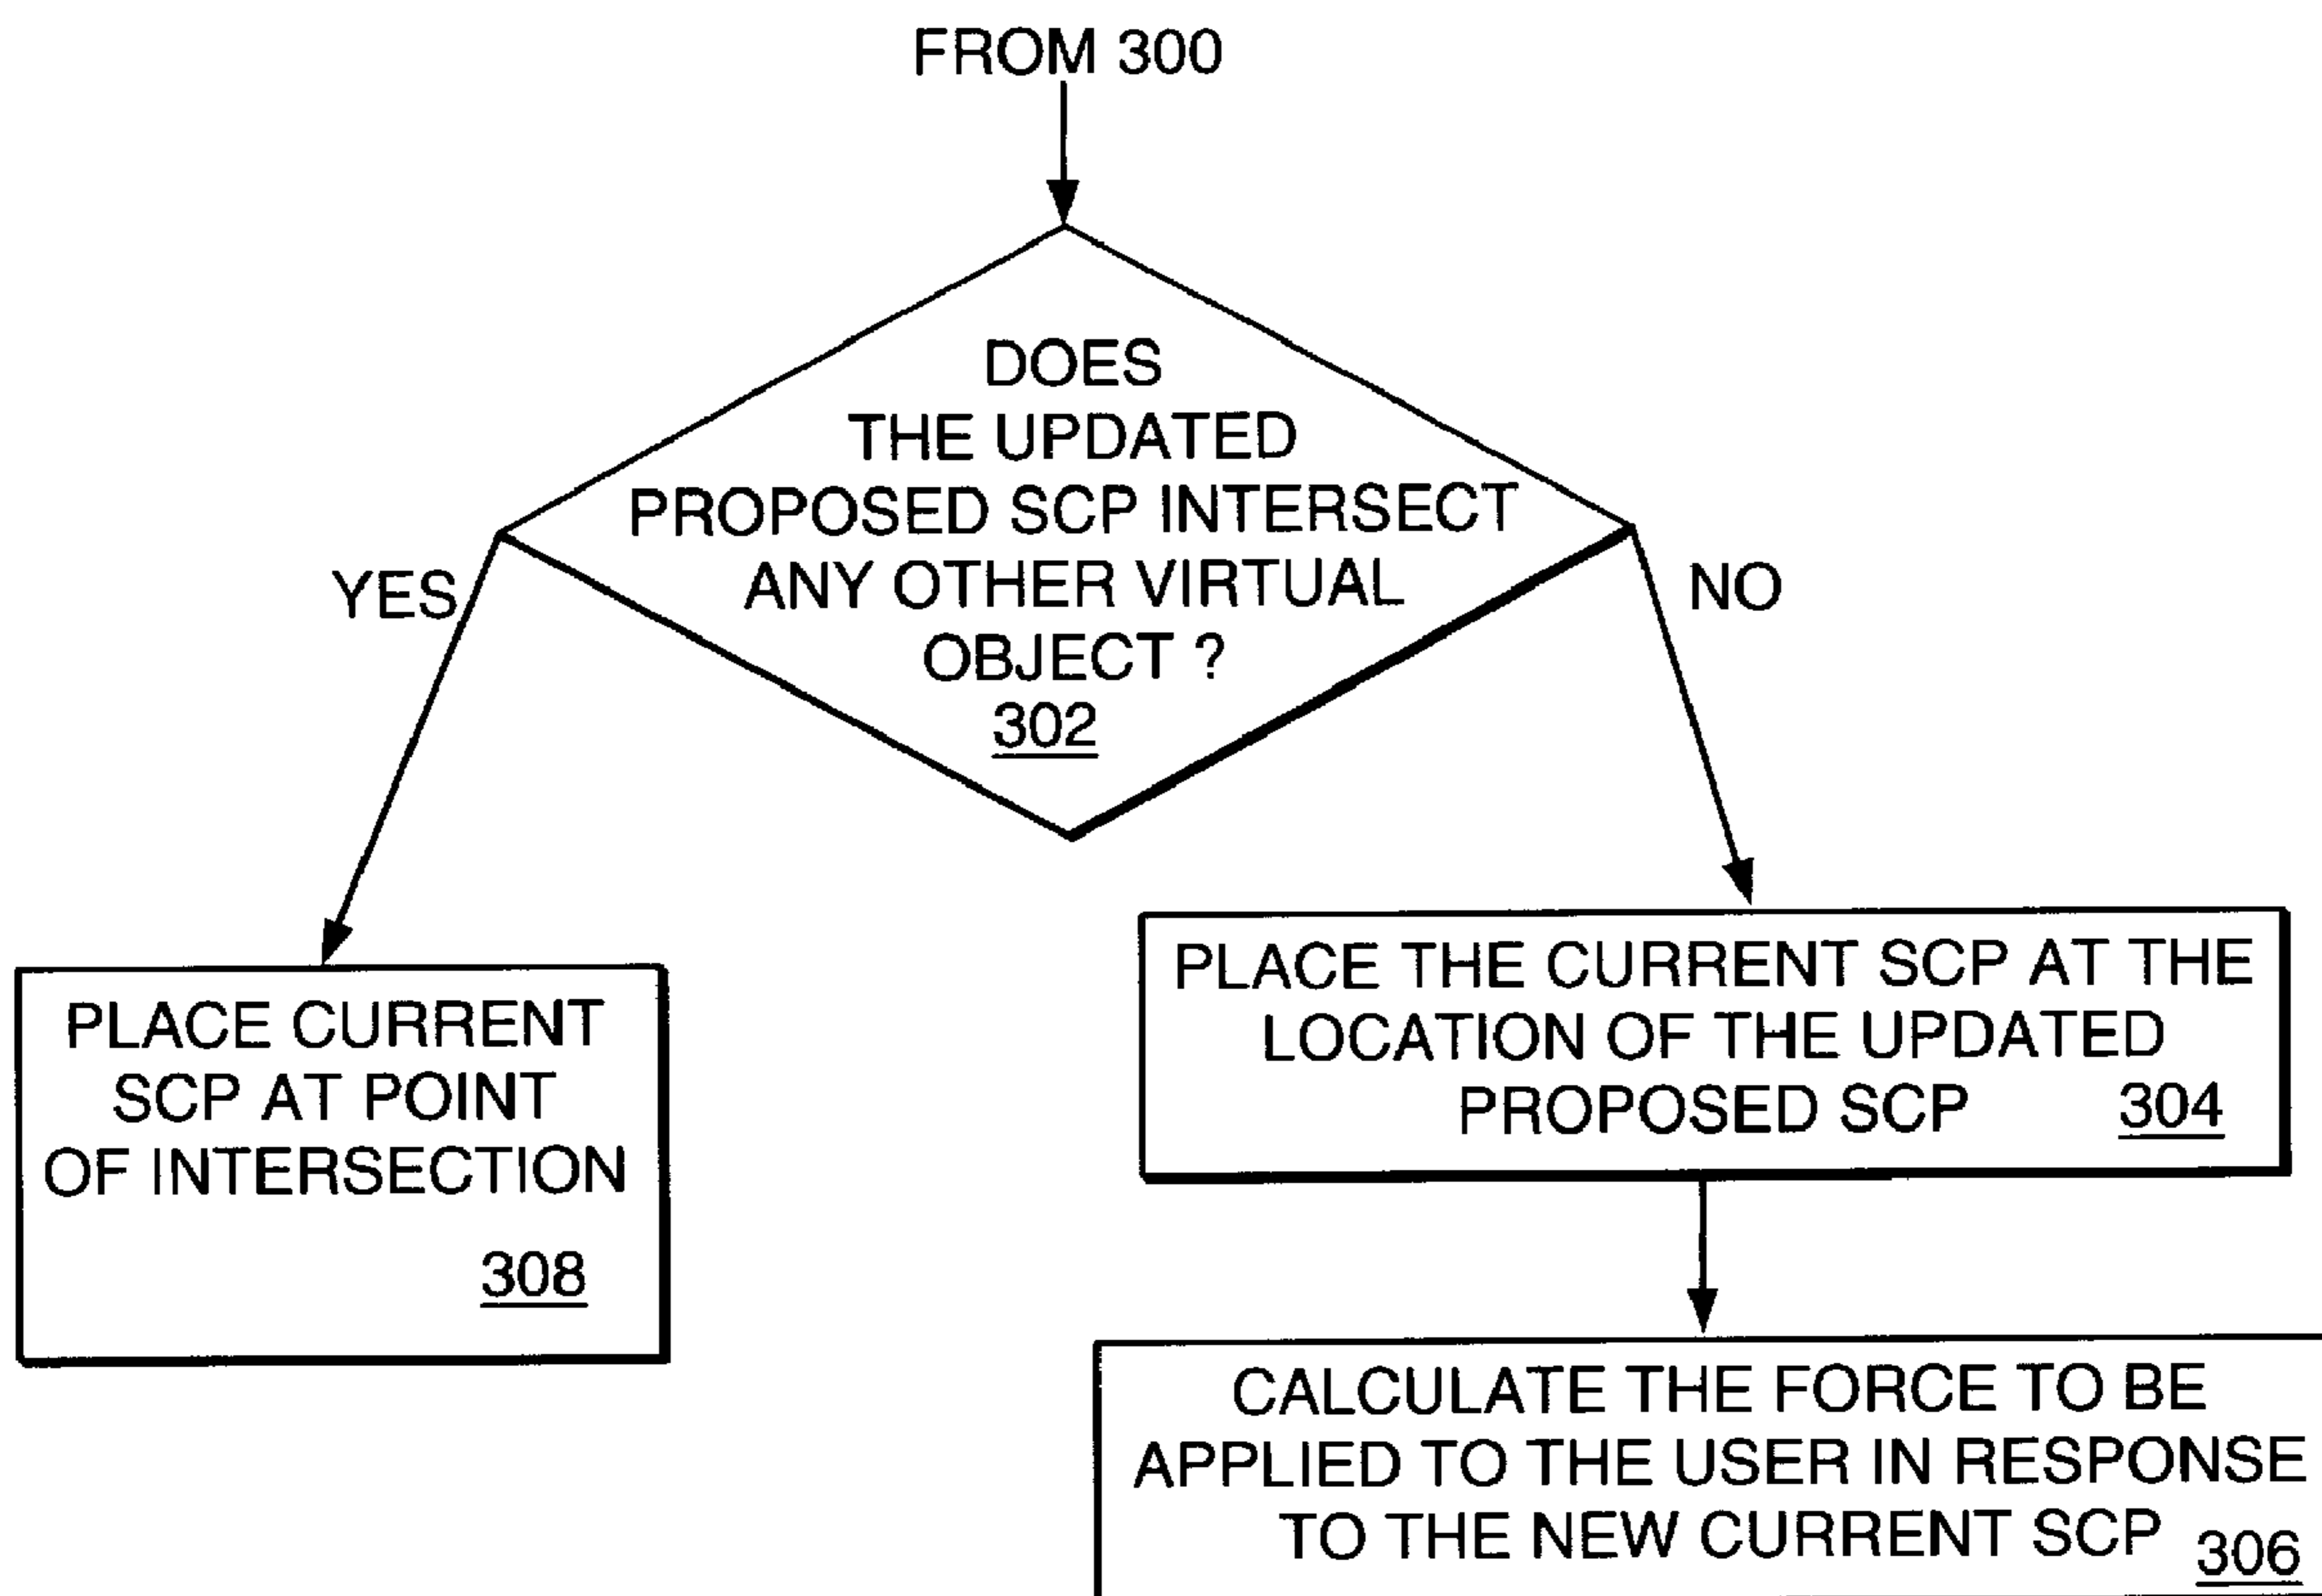 FROM 300
DOES
THE UPDATED
PROPOSED SCP INTERSECT
ANY OTHER VIRTUAL
OBJECT ?
302
YES
NO
PLACE CURRENT
SCP AT POINT
OF INTERSECTION
308
PLACE THE CURRENT SCP AT THE
LOCATION OF THE UPDATED
PROPOSED SCP 304
CALCULATE THE FORCE TO BE
APPLIED TO THE USER IN RESPONSE
TO THE NEW CURRENT SCP 306